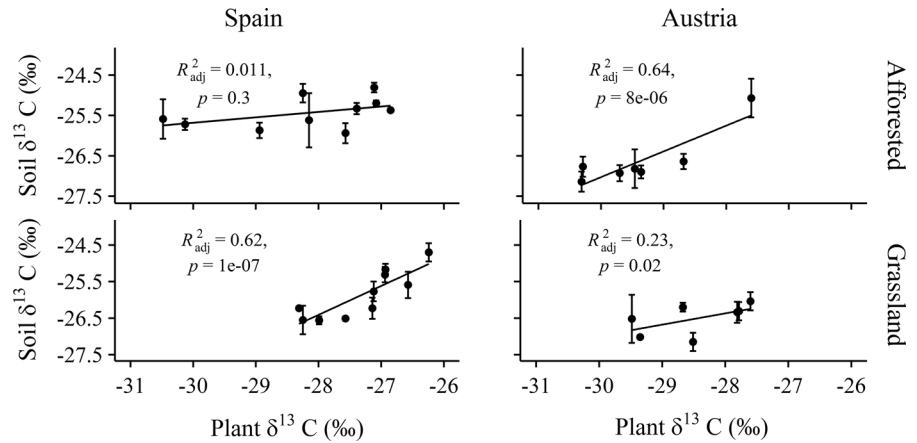 Spain
Austria
Soil δ¹³ C (‰)
-24.5
-25.5
-26.5
-27.5
R²adj = 0.011,
p = 0.3
R²adj = 0.64,
p = 8e-06
Afforested
Soil δ¹³ C (‰)
-24.5
-25.5
-26.5
-27.5
R²adj = 0.62,
p = 1e-07
R²adj = 0.23,
p = 0.02
Grassland
-31 -30 -29 -28 -27 -26
-31 -30 -29 -28 -27 -26
Plant δ¹³ C (‰)
Plant δ¹³ C (‰)